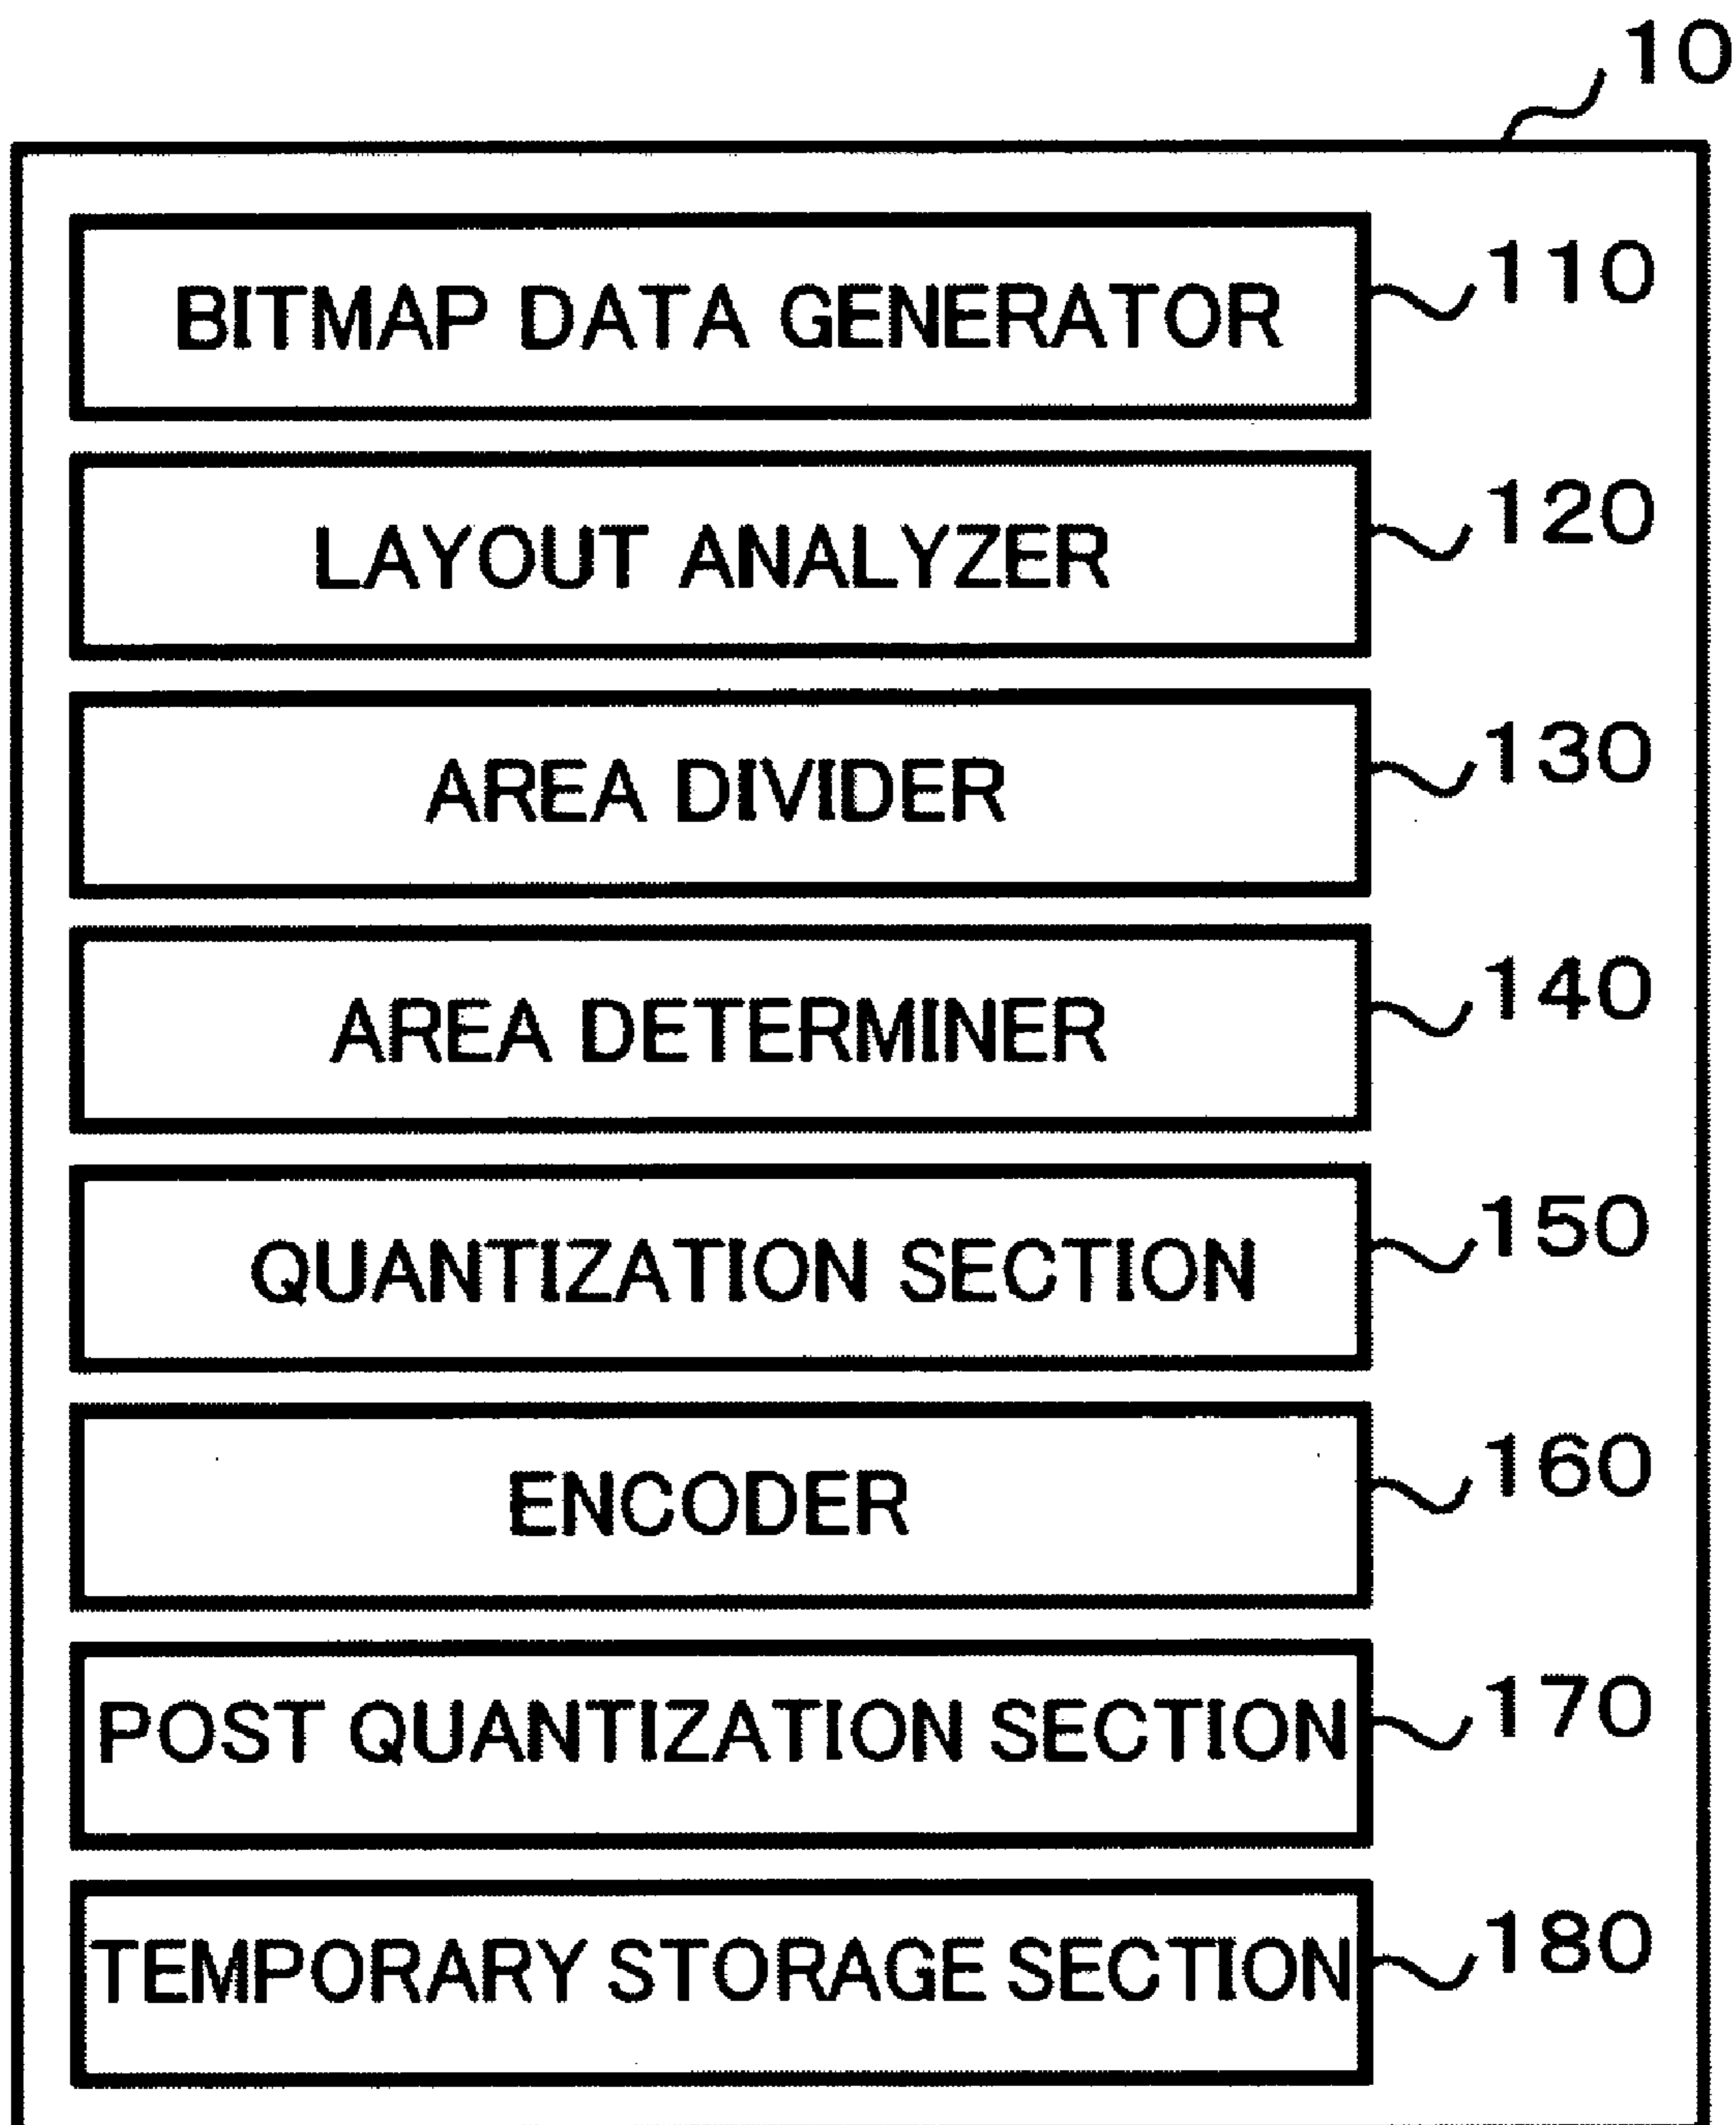 10
BITMAP DATA GENERATOR 110
LAYOUT ANALYZER 120
AREA DIVIDER 130
AREA DETERMINER 140
QUANTIZATION SECTION 150
ENCODER 160
POST QUANTIZATION SECTION 170
TEMPORARY STORAGE SECTION 180